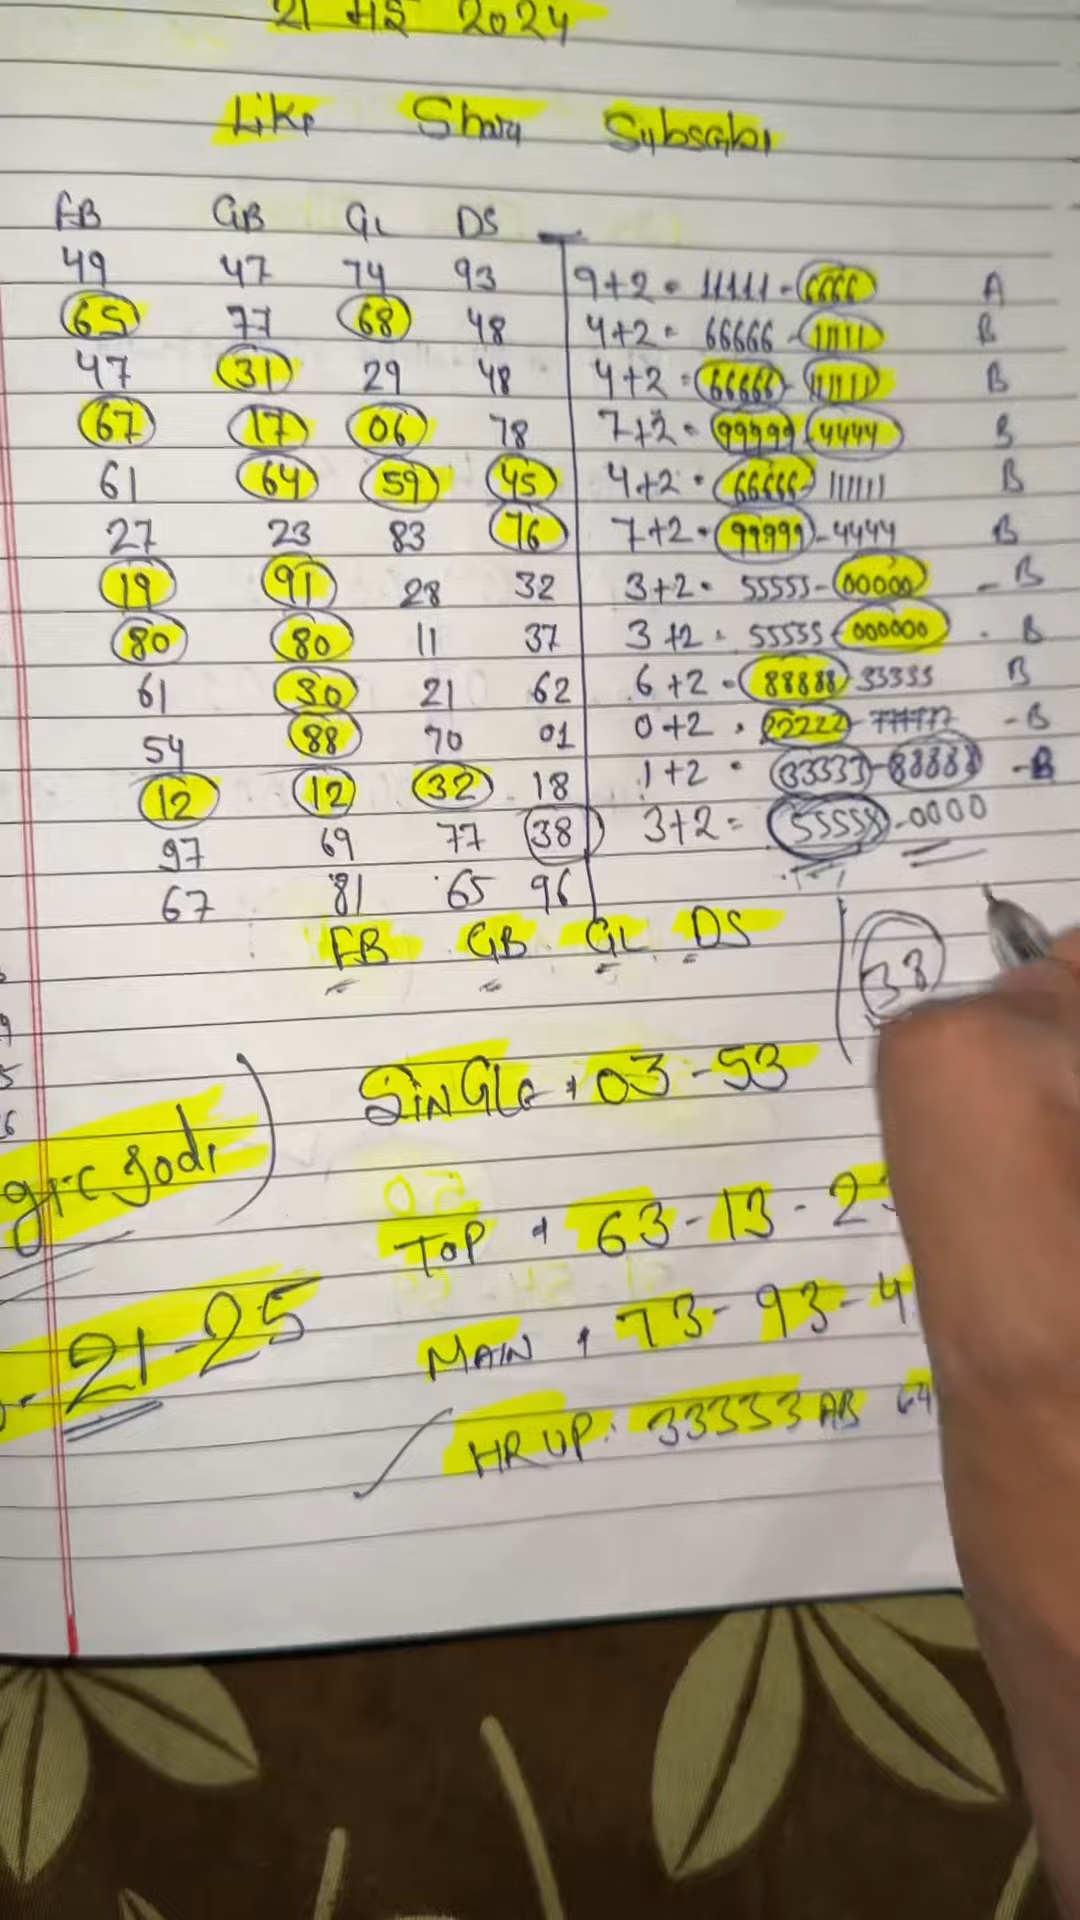 21 मई 2024
Like Share Subscribe
FB GB GL DS
49 47 74 93 9+2= 11111-6666 A
65 77 68 48 4+2= 66666-11111 B
47 31 29 48 4+2= 66666-11111 B
67 17 06 78 7+2= 99999-4444 B
61 64 59 45 4+2= 66666-111111 B
27 23 83 76 7+2= 99999-4444 B
19 91 28 32 3+2= 55555-00000 -B
80 80 11 37 3+2= 55555-000000 B
61 30 21 62 6+2= 88888-33333 B
54 88 70 01 0+2= 22222-77777 -B
12 12 32 18 1+2= 33333-88888 -B
97 69 77 38 3+2= 55555-0000
67 81 65 96
FB GB GL DS
38
SINGLE 03-53
gic Jodi
TOP 63-13-2
21-25
MAIN 73-93-4
HR UP: 33333 AB